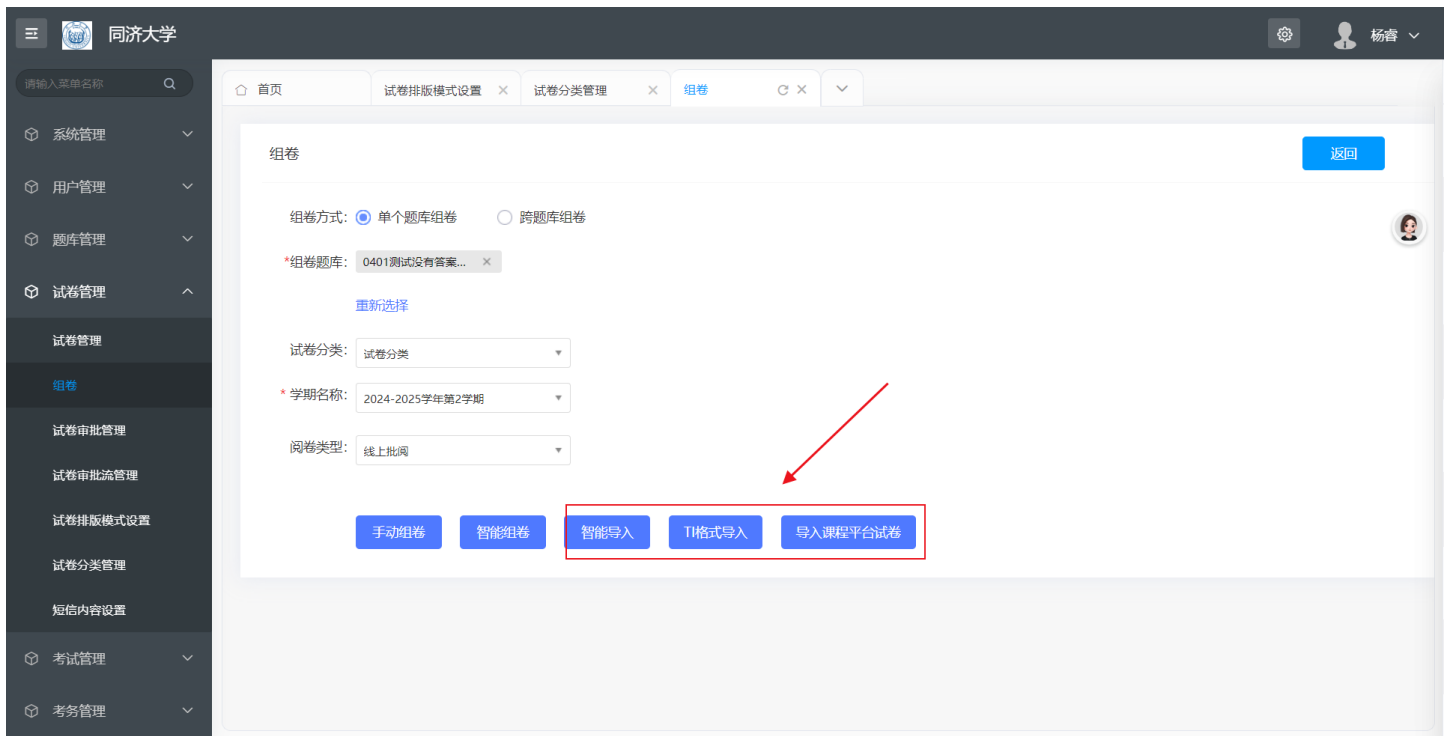 同济大学
杨睿
请输入菜单名称
首页
试卷排版模式设置
试卷分类管理
组卷
系统管理
用户管理
题库管理
试卷管理
试卷管理
组卷
试卷审批管理
试卷审批流管理
试卷排版模式设置
试卷分类管理
短信内容设置
考试管理
考务管理
组卷
返回
组卷方式: 单个题库组卷 跨题库组卷
*组卷题库: 0401测试没有答案...
重新选择
试卷分类: 试卷分类
* 学期名称: 2024-2025学年第2学期
阅卷类型: 线上批阅
手动组卷 智能组卷 智能导入 TI格式导入 导入课程平台试卷